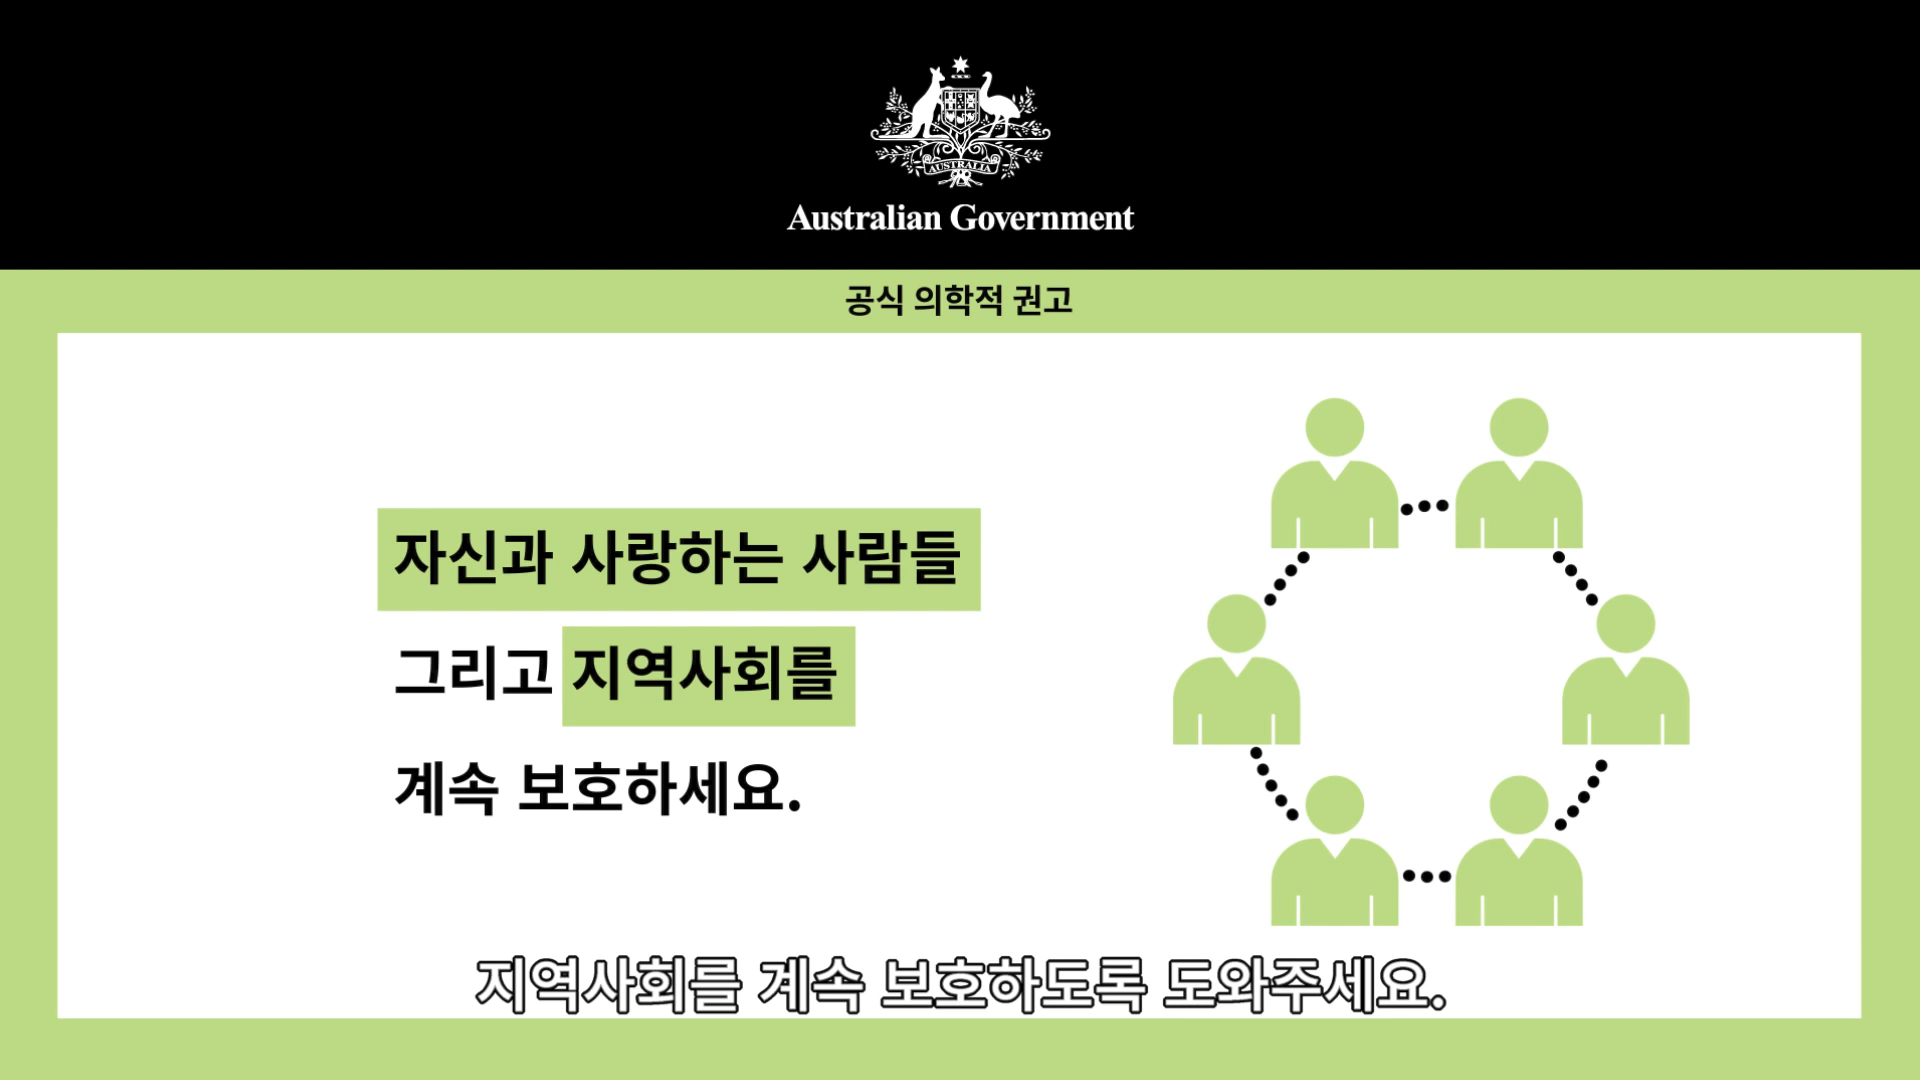 AUSTRALIA
Australian Government
공식 의학적 권고
자신과 사랑하는 사람들
그리고 지역사회를
계속 보호하세요.
지역사회를 계속 보호하도록 도와주세요.